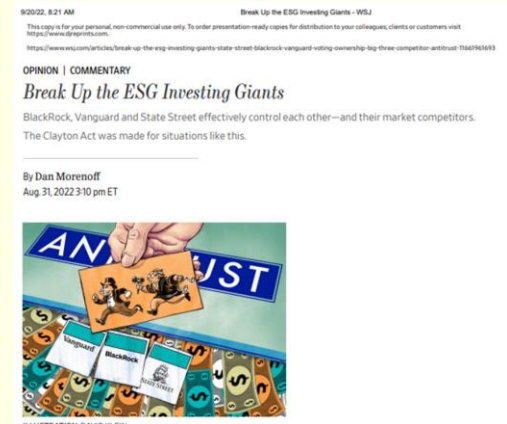 9/20/22, 8:21 AM Break Up the ESG Investing Giants - WSJ
This copy is for your personal, non-commercial use only. To order presentation-ready copies for distribution to your colleagues, clients or customers visit
https://www.djreprints.com.
https://www.wsj.com/articles/break-up-the-esg-investing-giants-state-street-blackrock-vanguard-voting-ownership-big-three-competitor-antitrust-11661961693
OPINION | COMMENTARY
Break Up the ESG Investing Giants
BlackRock, Vanguard and State Street effectively control each other—and their market competitors.
The Clayton Act was made for situations like this.
By Dan Morenoff
Aug. 31, 2022 3:10 pm ET
AN UST
Vanguard
BlackRock
STATE STREET